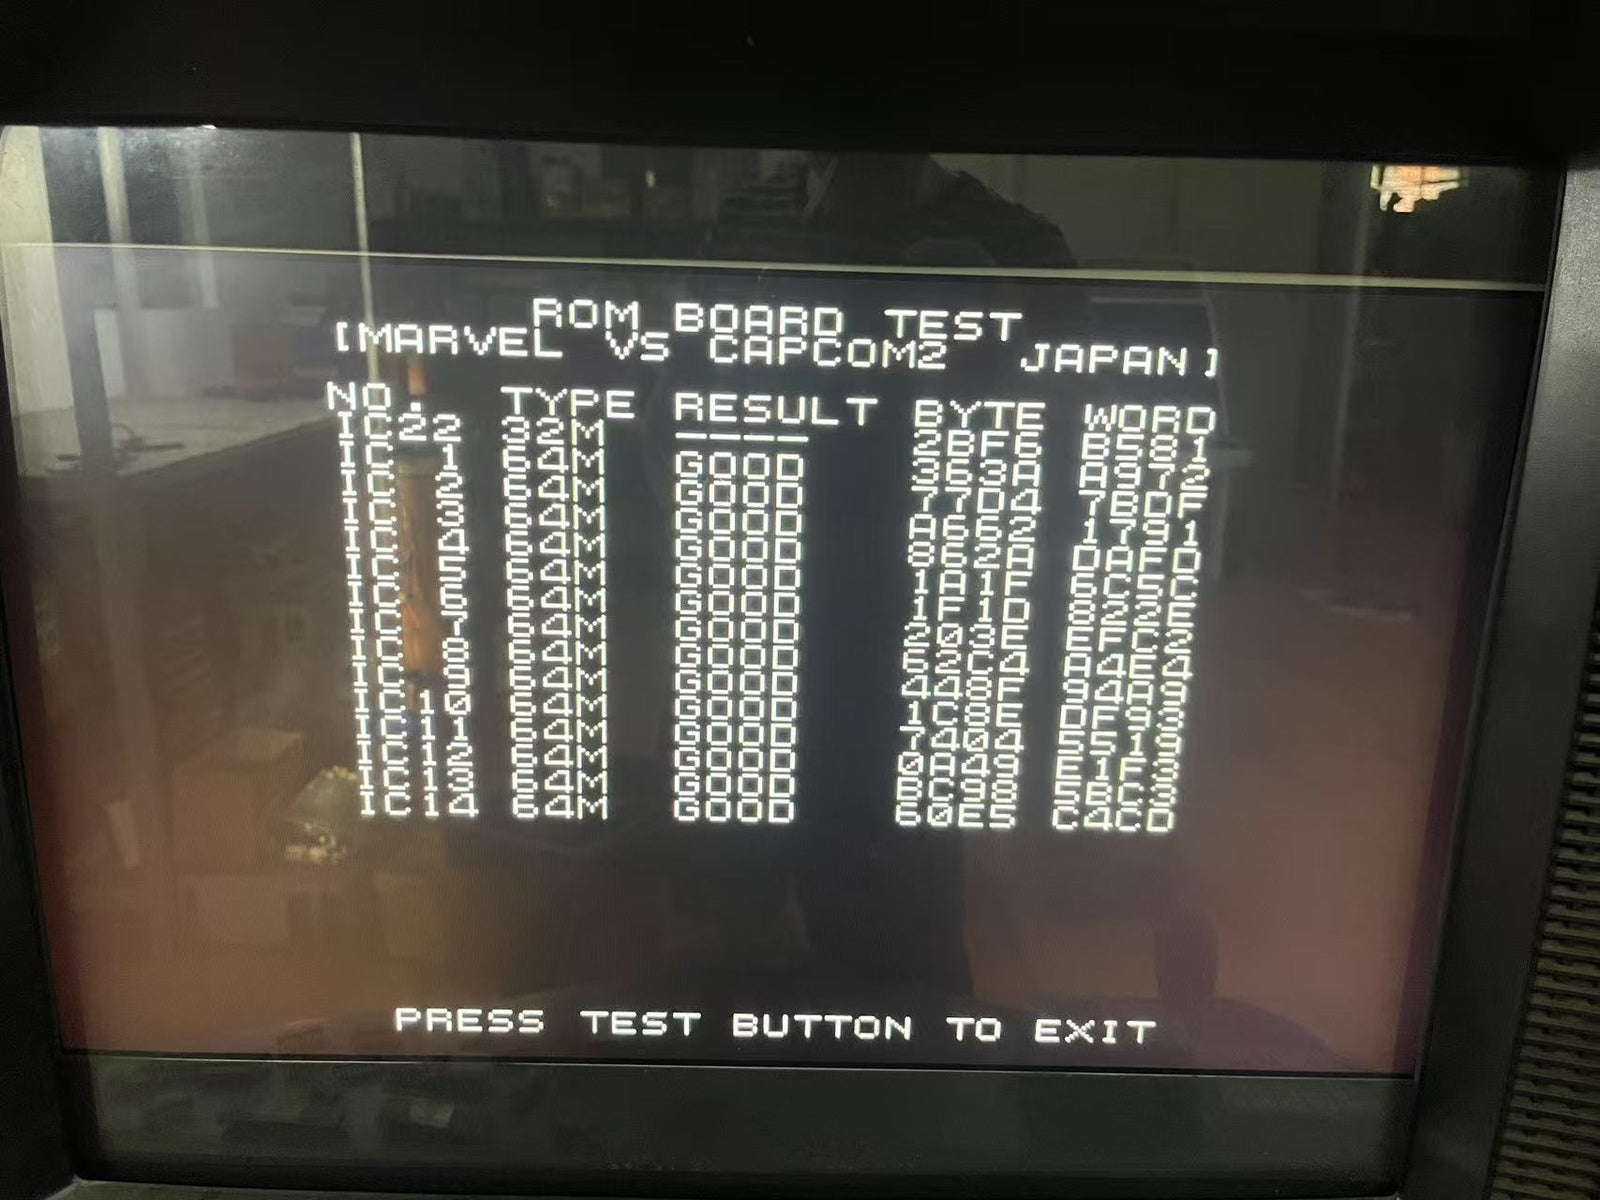 ROM BOARD TEST
[MARVEL Vs CAPCOM2 JAPAN]
NO. TYPE RESULT BYTE WORD
IC22 32M ---- 2BF6 B581
IC 1 64M GOOD 363A A972
IC 2 64M GOOD 77D4 7BDF
IC 3 64M GOOD A662 1791
IC 4 64M GOOD 862A DAFD
IC 5 64M GOOD 1A1F 6C5C
IC 6 64M GOOD 1F1D 822E
IC 7 64M GOOD 203E EFC2
IC 8 64M GOOD 62C4 A4E4
IC 9 64M GOOD 448F 94A9
IC10 64M GOOD 1C8E DF93
IC11 64M GOOD 7404 5519
IC12 64M GOOD 0A49 E1F3
IC13 64M GOOD BC98 5BC3
IC14 64M GOOD 60E5 C4CD
PRESS TEST BUTTON TO EXIT